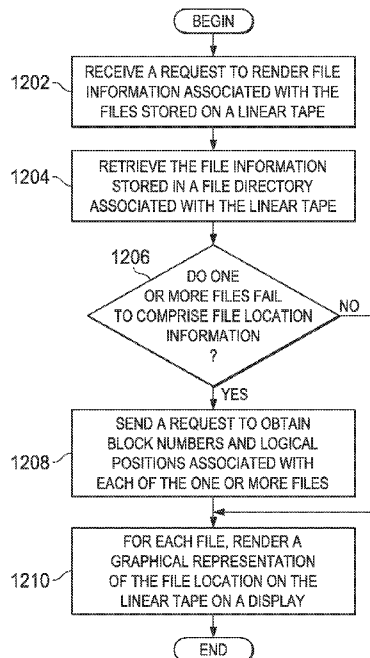 BEGIN
1202
RECEIVE A REQUEST TO RENDER FILE
INFORMATION ASSOCIATED WITH THE
FILES STORED ON A LINEAR TAPE
1204
RETRIEVE THE FILE INFORMATION
STORED IN A FILE DIRECTORY
ASSOCIATED WITH THE LINEAR TAPE
1206
DO ONE
OR MORE FILES FAIL
TO COMPRISE FILE LOCATION
INFORMATION
?
NO
YES
1208
SEND A REQUEST TO OBTAIN
BLOCK NUMBERS AND LOGICAL
POSITIONS ASSOCIATED WITH
EACH OF THE ONE OR MORE FILES
1210
FOR EACH FILE, RENDER A
GRAPHICAL REPRESENTATION
OF THE FILE LOCATION ON THE
LINEAR TAPE ON A DISPLAY
END